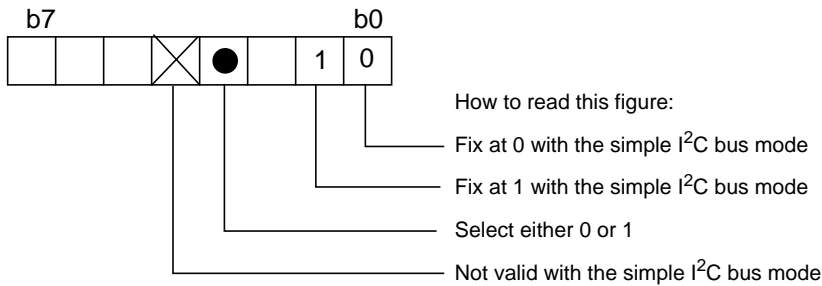 b7 b0
1 0
How to read this figure:
Fix at 0 with the simple I²C bus mode
Fix at 1 with the simple I²C bus mode
Select either 0 or 1
Not valid with the simple I²C bus mode